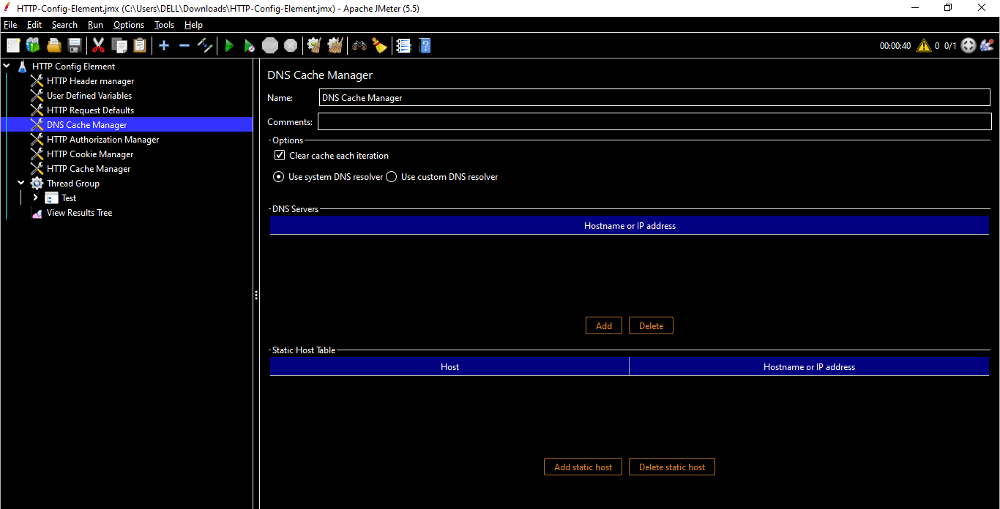 HTTP-Config-Element.jmx (C:\Users\DELL\Downloads\HTTP-Config-Element.jmx) - Apache JMeter (5.5)
File Edit Search Run Options Tools Help
00:00:40 0 0/1
HTTP Config Element
HTTP Header manager
User Defined Variables
HTTP Request Defaults
DNS Cache Manager
HTTP Authorization Manager
HTTP Cookie Manager
HTTP Cache Manager
Thread Group
Test
View Results Tree
DNS Cache Manager
Name: DNS Cache Manager
Comments:
Options
Clear cache each iteration
Use system DNS resolver Use custom DNS resolver
DNS Servers
Hostname or IP address
Add Delete
Static Host Table
Host Hostname or IP address
Add static host Delete static host